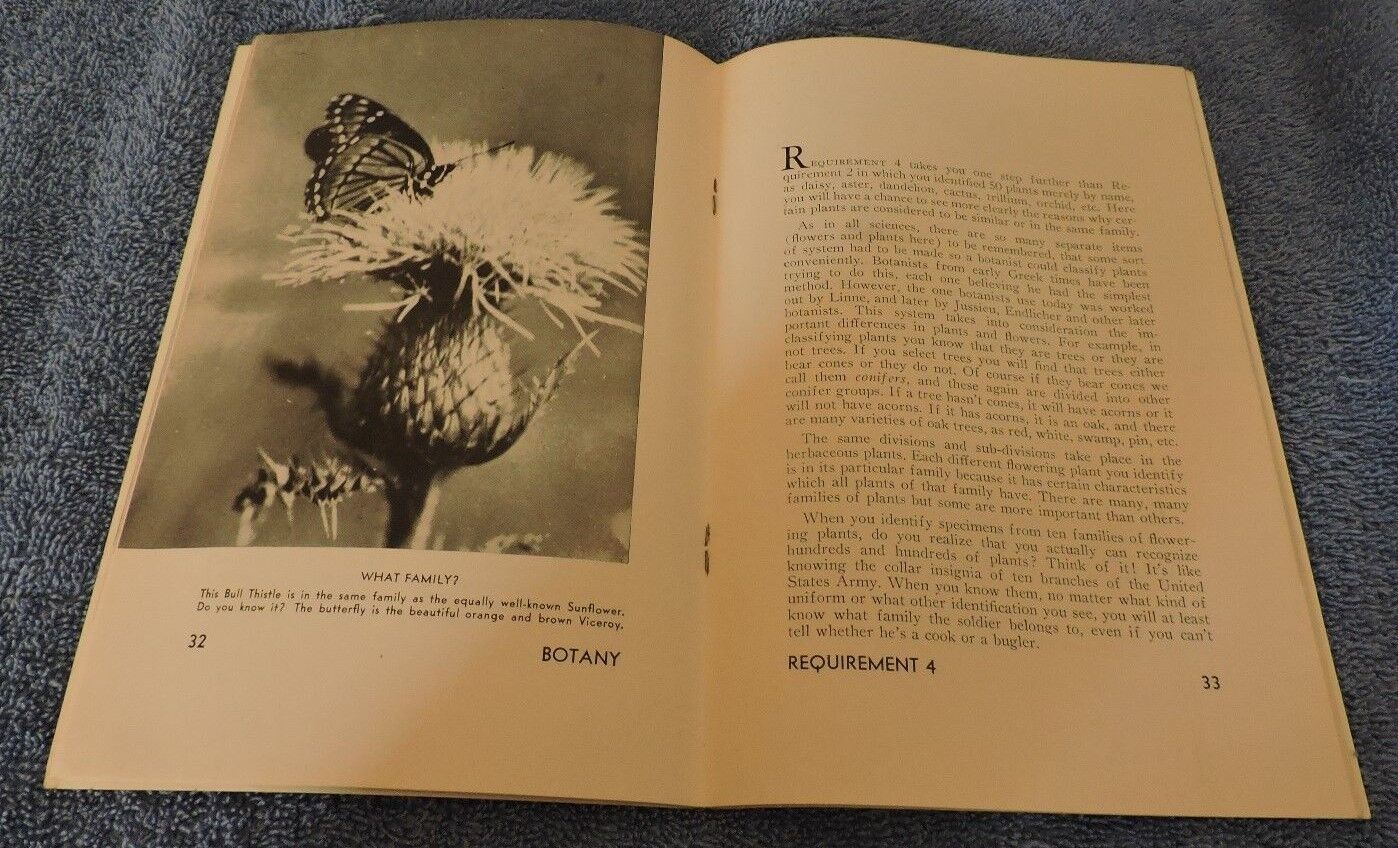 WHAT FAMILY?
This Bull Thistle is in the same family as the equally well-known Sunflower.
Do you know it? The butterfly is the beautiful orange and brown Viceroy.
32
BOTANY
REQUIREMENT 4 takes you one step further than Re-
quirement 2 in which you identified 50 plants merely by name,
as daisy, aster, dandelion, cactus, trillium, orchid, etc. Here
you will have a chance to see more clearly the reasons why cer-
tain plants are considered to be similar or in the same family.
As in all sciences, there are so many separate items
(flowers and plants here) to be remembered, that some sort
of system had to be made so a botanist could classify plants
conveniently. Botanists from early Greek times have been
trying to do this, each one believing he had the simplest
method. However, the one botanists use today was worked
out by Linne, and later by Jussieu, Endlicher and other later
botanists. This system takes into consideration the im-
portant differences in plants and flowers. For example, in
classifying plants you know that they are trees or they are
not trees. If you select trees you will find that trees either
bear cones or they do not. Of course if they bear cones we
call them conifers, and these again are divided into other
conifer groups. If a tree hasn't cones, it will have acorns or it
will not have acorns. If it has acorns, it is an oak, and there
are many varieties of oak trees, as red, white, swamp, pin, etc.
The same divisions and sub-divisions take place in the
herbaceous plants. Each different flowering plant you identify
is in its particular family because it has certain characteristics
which all plants of that family have. There are many, many
families of plants but some are more important than others.
When you identify specimens from ten families of flower-
ing plants, do you realize that you actually can recognize
hundreds and hundreds of plants? Think of it! It's like
knowing the collar insignia of ten branches of the United
States Army. When you know them, no matter what kind of
uniform or what other identification you see, you will at least
know what family the soldier belongs to, even if you can't
tell whether he's a cook or a bugler.
REQUIREMENT 4
33